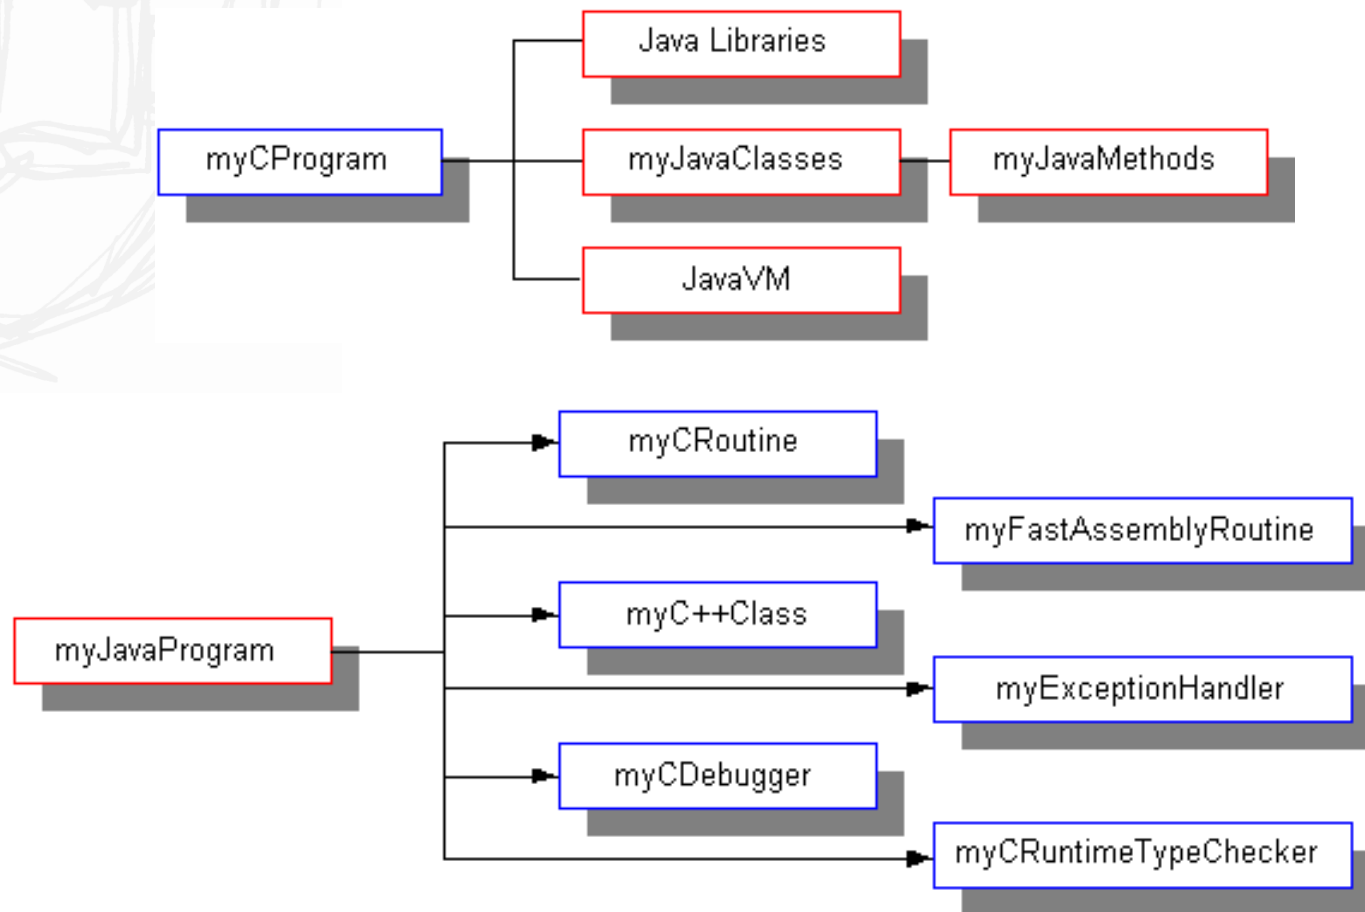 Java Libraries
myCProgram
myJavaClasses
myJavaMethods
JavaVM
myCRoutine
myFastAssemblyRoutine
myC++Class
myJavaProgram
myExceptionHandler
myCDebugger
myCRuntimeTypeChecker